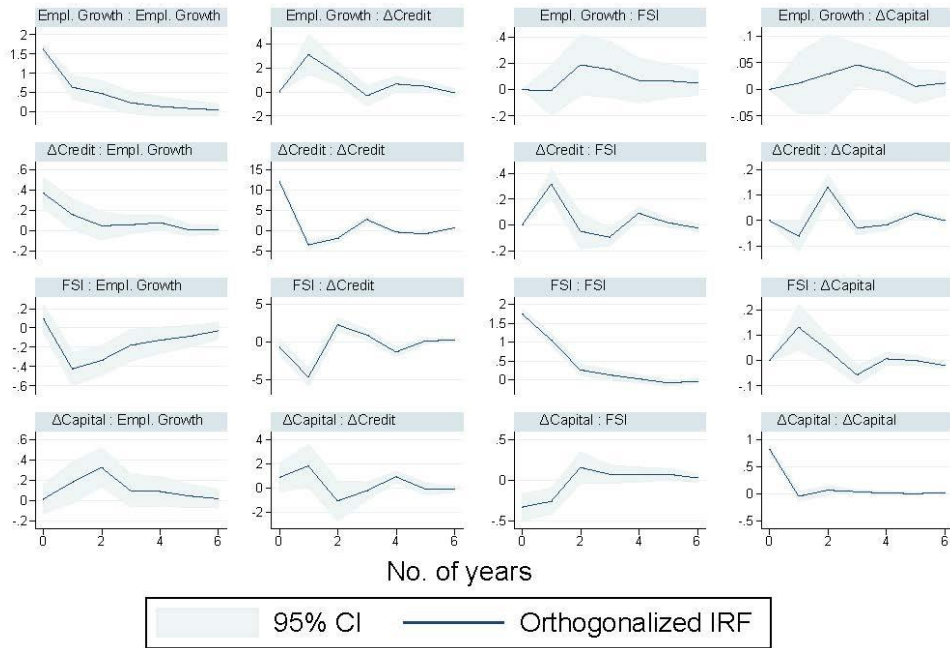 Empl. Growth : Empl. Growth
Empl. Growth : ΔCredit
Empl. Growth : FSI
Empl. Growth : ΔCapital
2
1.5
1
.5
0
4
2
0
-2
.4
.2
0
-.2
.1
.05
0
-.05
ΔCredit : Empl. Growth
ΔCredit : ΔCredit
ΔCredit : FSI
ΔCredit : ΔCapital
.6
.4
.2
0
-.2
15
10
5
0
-5
.4
.2
0
-.2
.2
.1
0
-.1
FSI : Empl. Growth
FSI : ΔCredit
FSI : FSI
FSI : ΔCapital
.2
0
-.2
-.4
-.6
5
0
-5
2
1.5
1
.5
0
.2
.1
0
-.1
ΔCapital : Empl. Growth
ΔCapital : ΔCredit
ΔCapital : FSI
ΔCapital : ΔCapital
.6
.4
.2
0
-.2
4
2
0
-2
.5
0
-.5
1
.5
0
-.5
0 2 4 6
0 2 4 6
0 2 4 6
0 2 4 6
No. of years
95% CI
Orthogonalized IRF